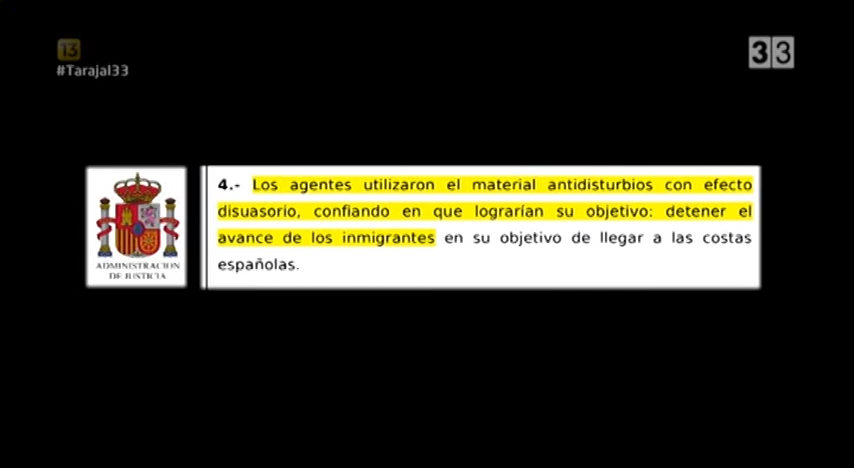 13
#Tarajal33
33
ADMINISTRACION
DE JUSTICIA
4.- Los agentes utilizaron el material antidisturbios con efecto
disuasorio, confiando en que lograrían su objetivo: detener el
avance de los inmigrantes en su objetivo de llegar a las costas
españolas.